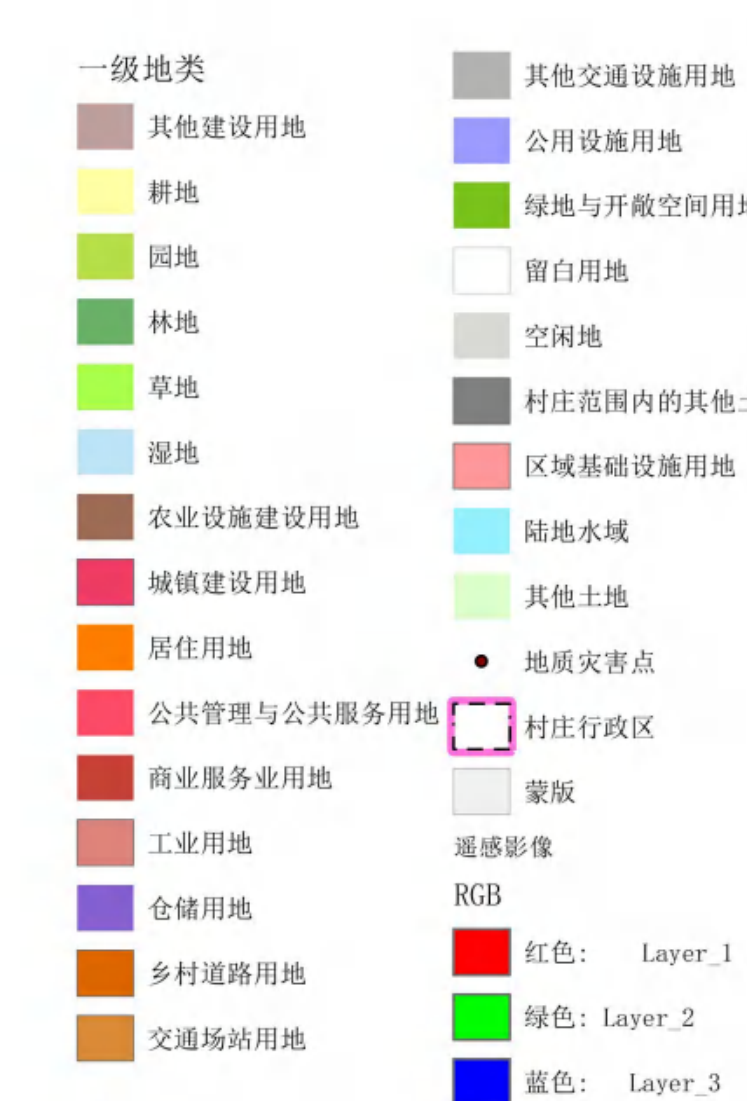 一级地类
其他建设用地
耕地
园地
林地
草地
湿地
农业设施建设用地
城镇建设用地
居住用地
公共管理与公共服务用地
商业服务业用地
工业用地
仓储用地
乡村道路用地
交通场站用地
其他交通设施用地
公用设施用地
绿地与开敞空间用
留白用地
空闲地
村庄范围内的其他
区域基础设施用地
陆地水域
其他土地
地质灾害点
村庄行政区
蒙版
遥感影像
RGB
红色: Layer_1
绿色: Layer_2
蓝色: Layer_3